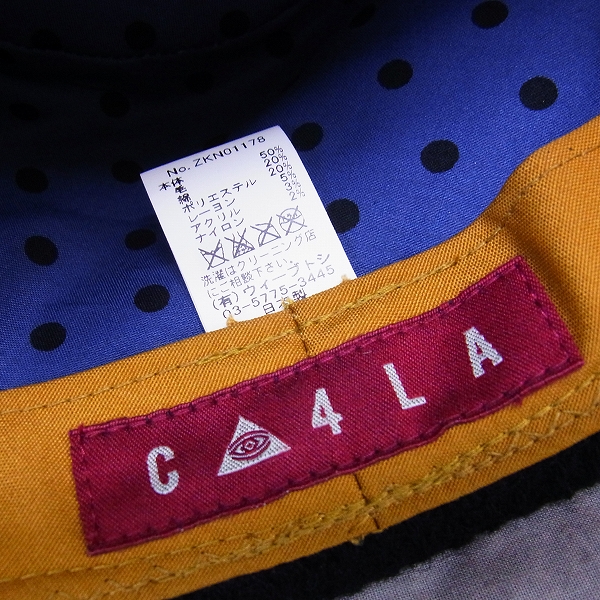 No. ZKN01178
本体
毛 50%
綿 20%
ポリエステル 20%
レーヨン 5%
アクリル 3%
ナイロン 2%
洗濯はクリーニング店
にご相談下さい。
(有)ウィーブトシ
03-5775-3445
日本製
C 4 L A